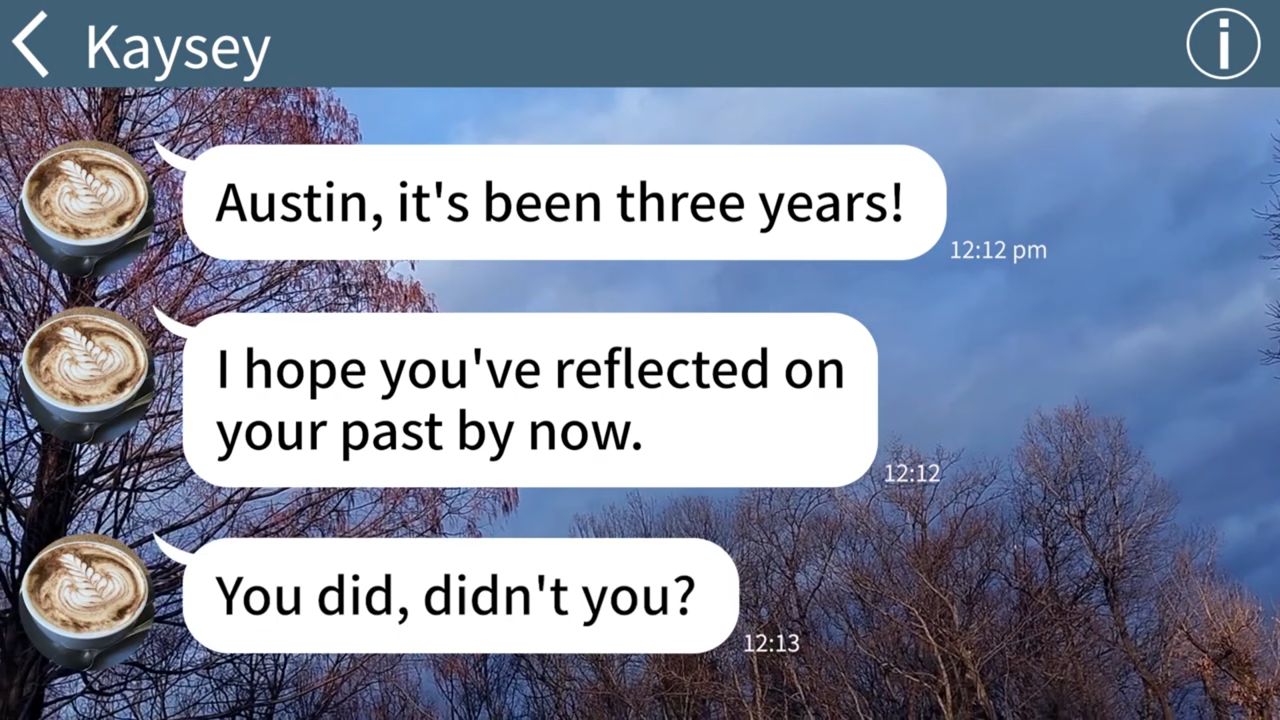 Kaysey
Austin, it's been three years!
12:12 pm
I hope you've reflected on
your past by now.
12:12
You did, didn't you?
12:13